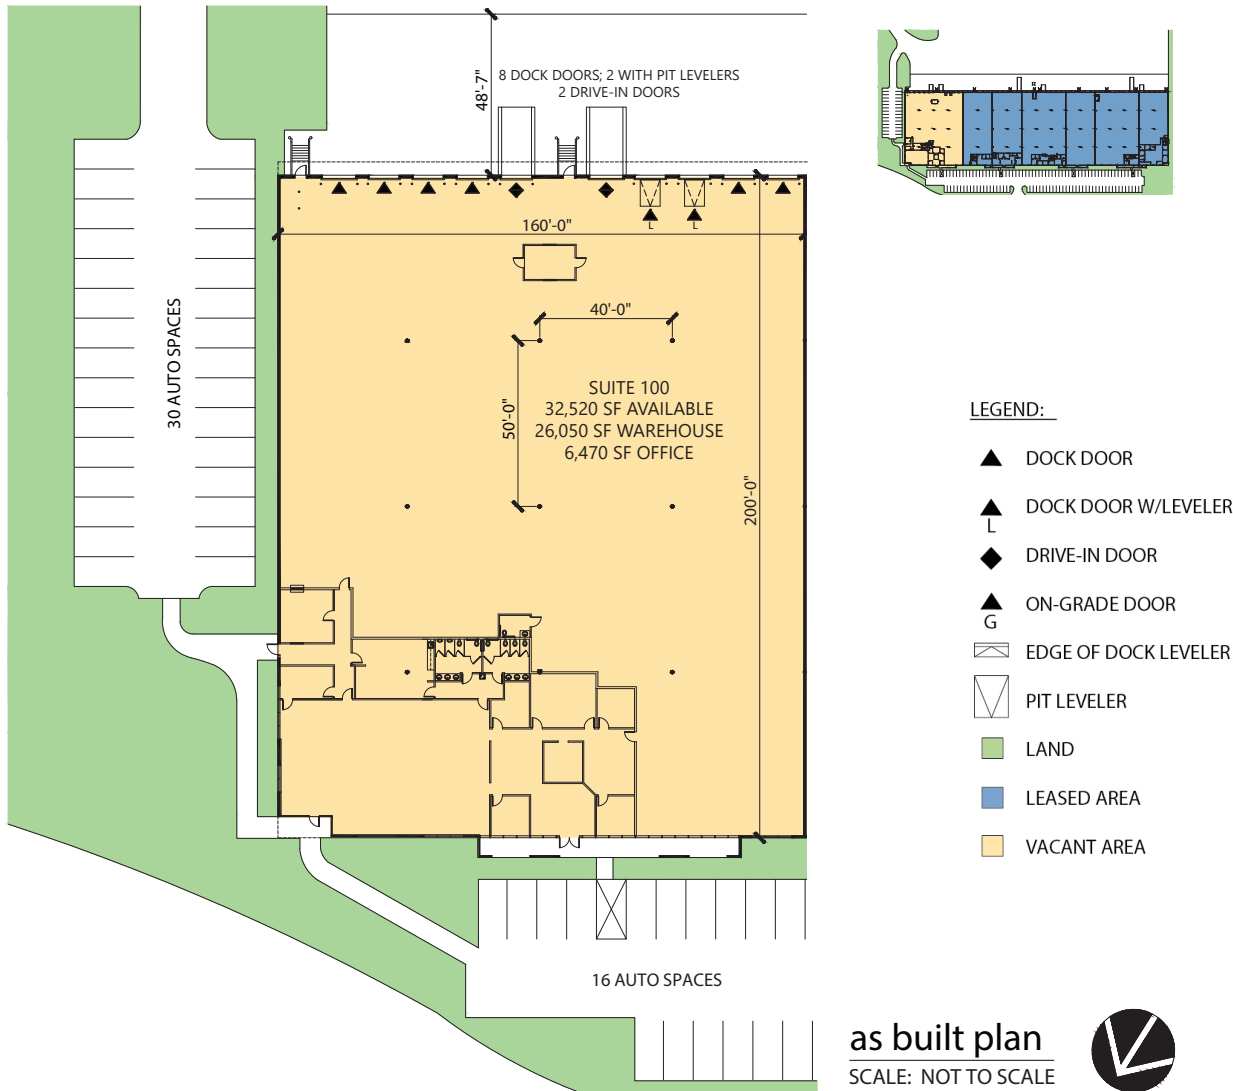 48'-7"
8 DOCK DOORS; 2 WITH PIT LEVELERS
2 DRIVE-IN DOORS
L
L
160'-0"
40'-0"
30 AUTO SPACES
50'-0"
SUITE 100
32,520 SF AVAILABLE
26,050 SF WAREHOUSE
6,470 SF OFFICE
200'-0"
16 AUTO SPACES
LEGEND:
DOCK DOOR
DOCK DOOR W/LEVELER
L
DRIVE-IN DOOR
ON-GRADE DOOR
G
EDGE OF DOCK LEVELER
PIT LEVELER
LAND
LEASED AREA
VACANT AREA
as built plan
SCALE: NOT TO SCALE